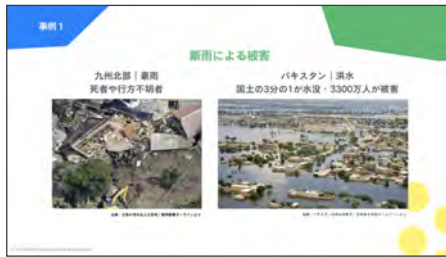 事例1
断雨による被害
九州北部｜豪雨
死者や行方不明者
パキスタン｜洪水
国土の3分の1が水没・3300万人が被害